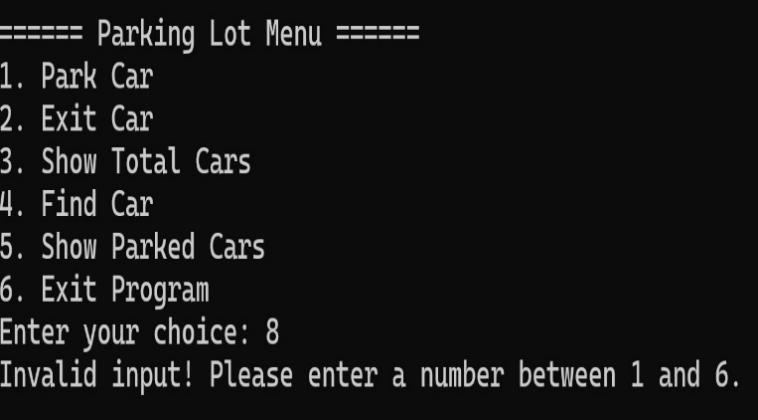 ====== Parking Lot Menu ======
1. Park Car
2. Exit Car
3. Show Total Cars
4. Find Car
5. Show Parked Cars
6. Exit Program
Enter your choice: 8
Invalid input! Please enter a number between 1 and 6.